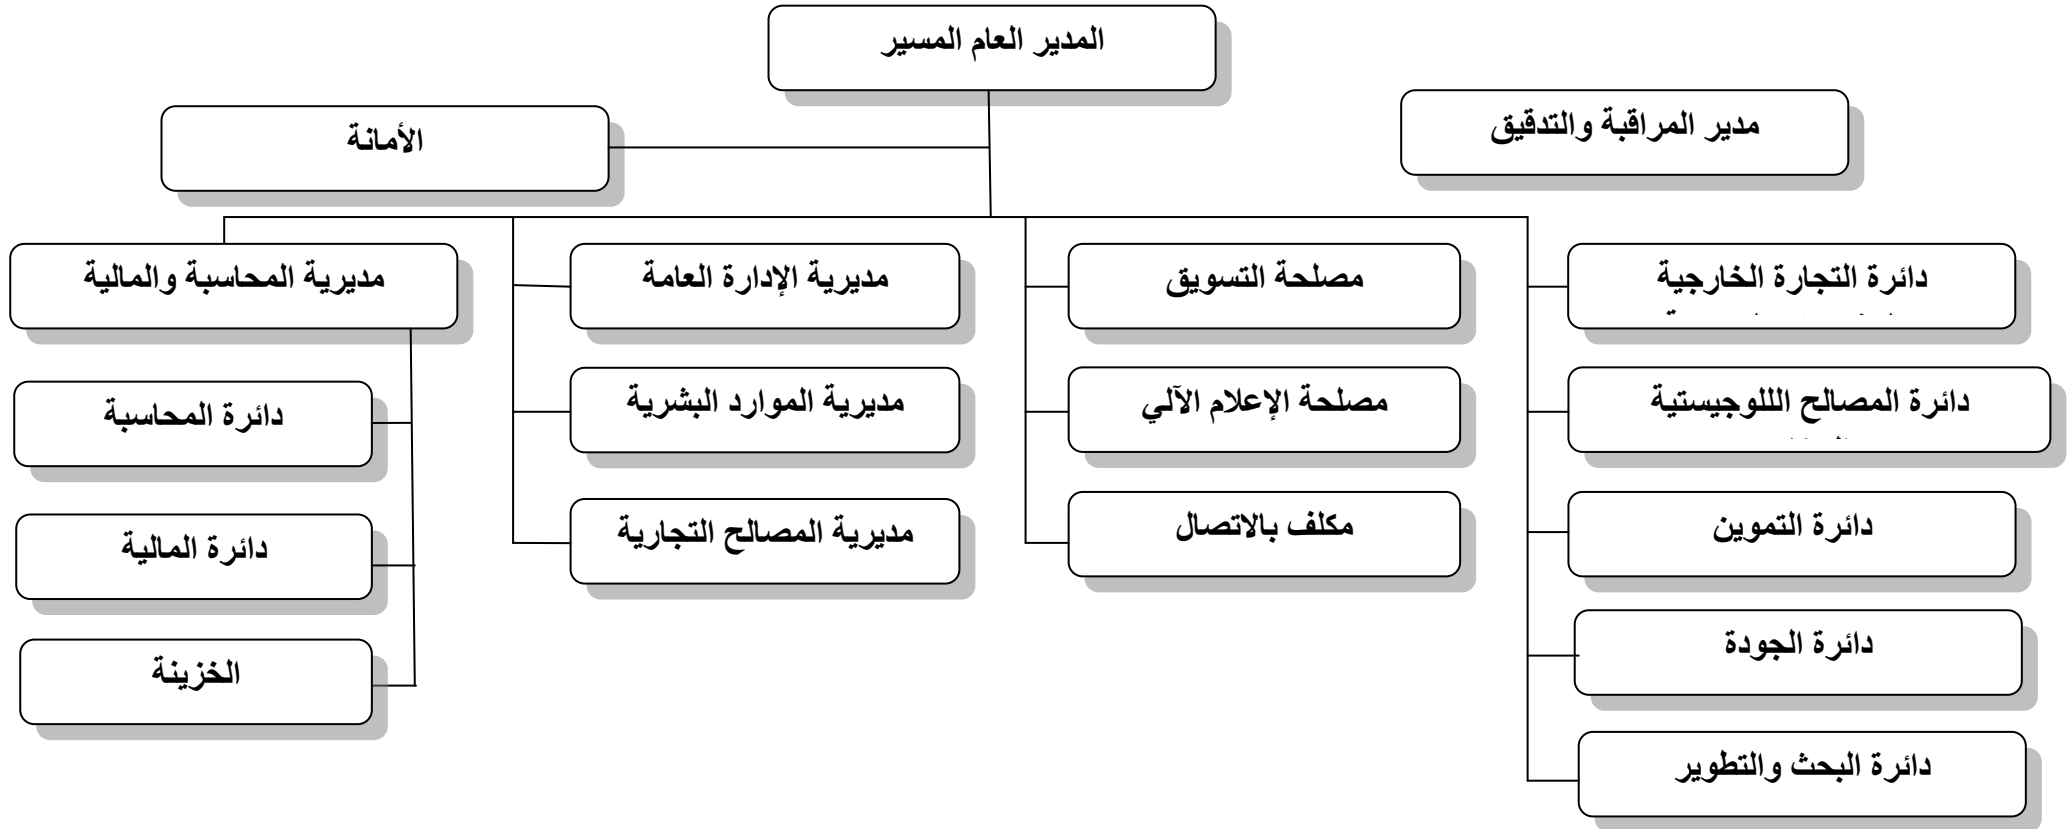 المدير العام المسير
مدير المراقبة والتدقيق
الأمانة
دائرة التجارة الخارجية
مصلحة التسويق
مديرية الإدارة العامة
مديرية المحاسبة والمالية
دائرة المصالح اللوجيستية
مصلحة الإعلام الآلي
مديرية الموارد البشرية
دائرة المحاسبة
دائرة التموين
مكلف بالاتصال
مديرية المصالح التجارية
دائرة المالية
دائرة الجودة
الخزينة
دائرة البحث والتطوير